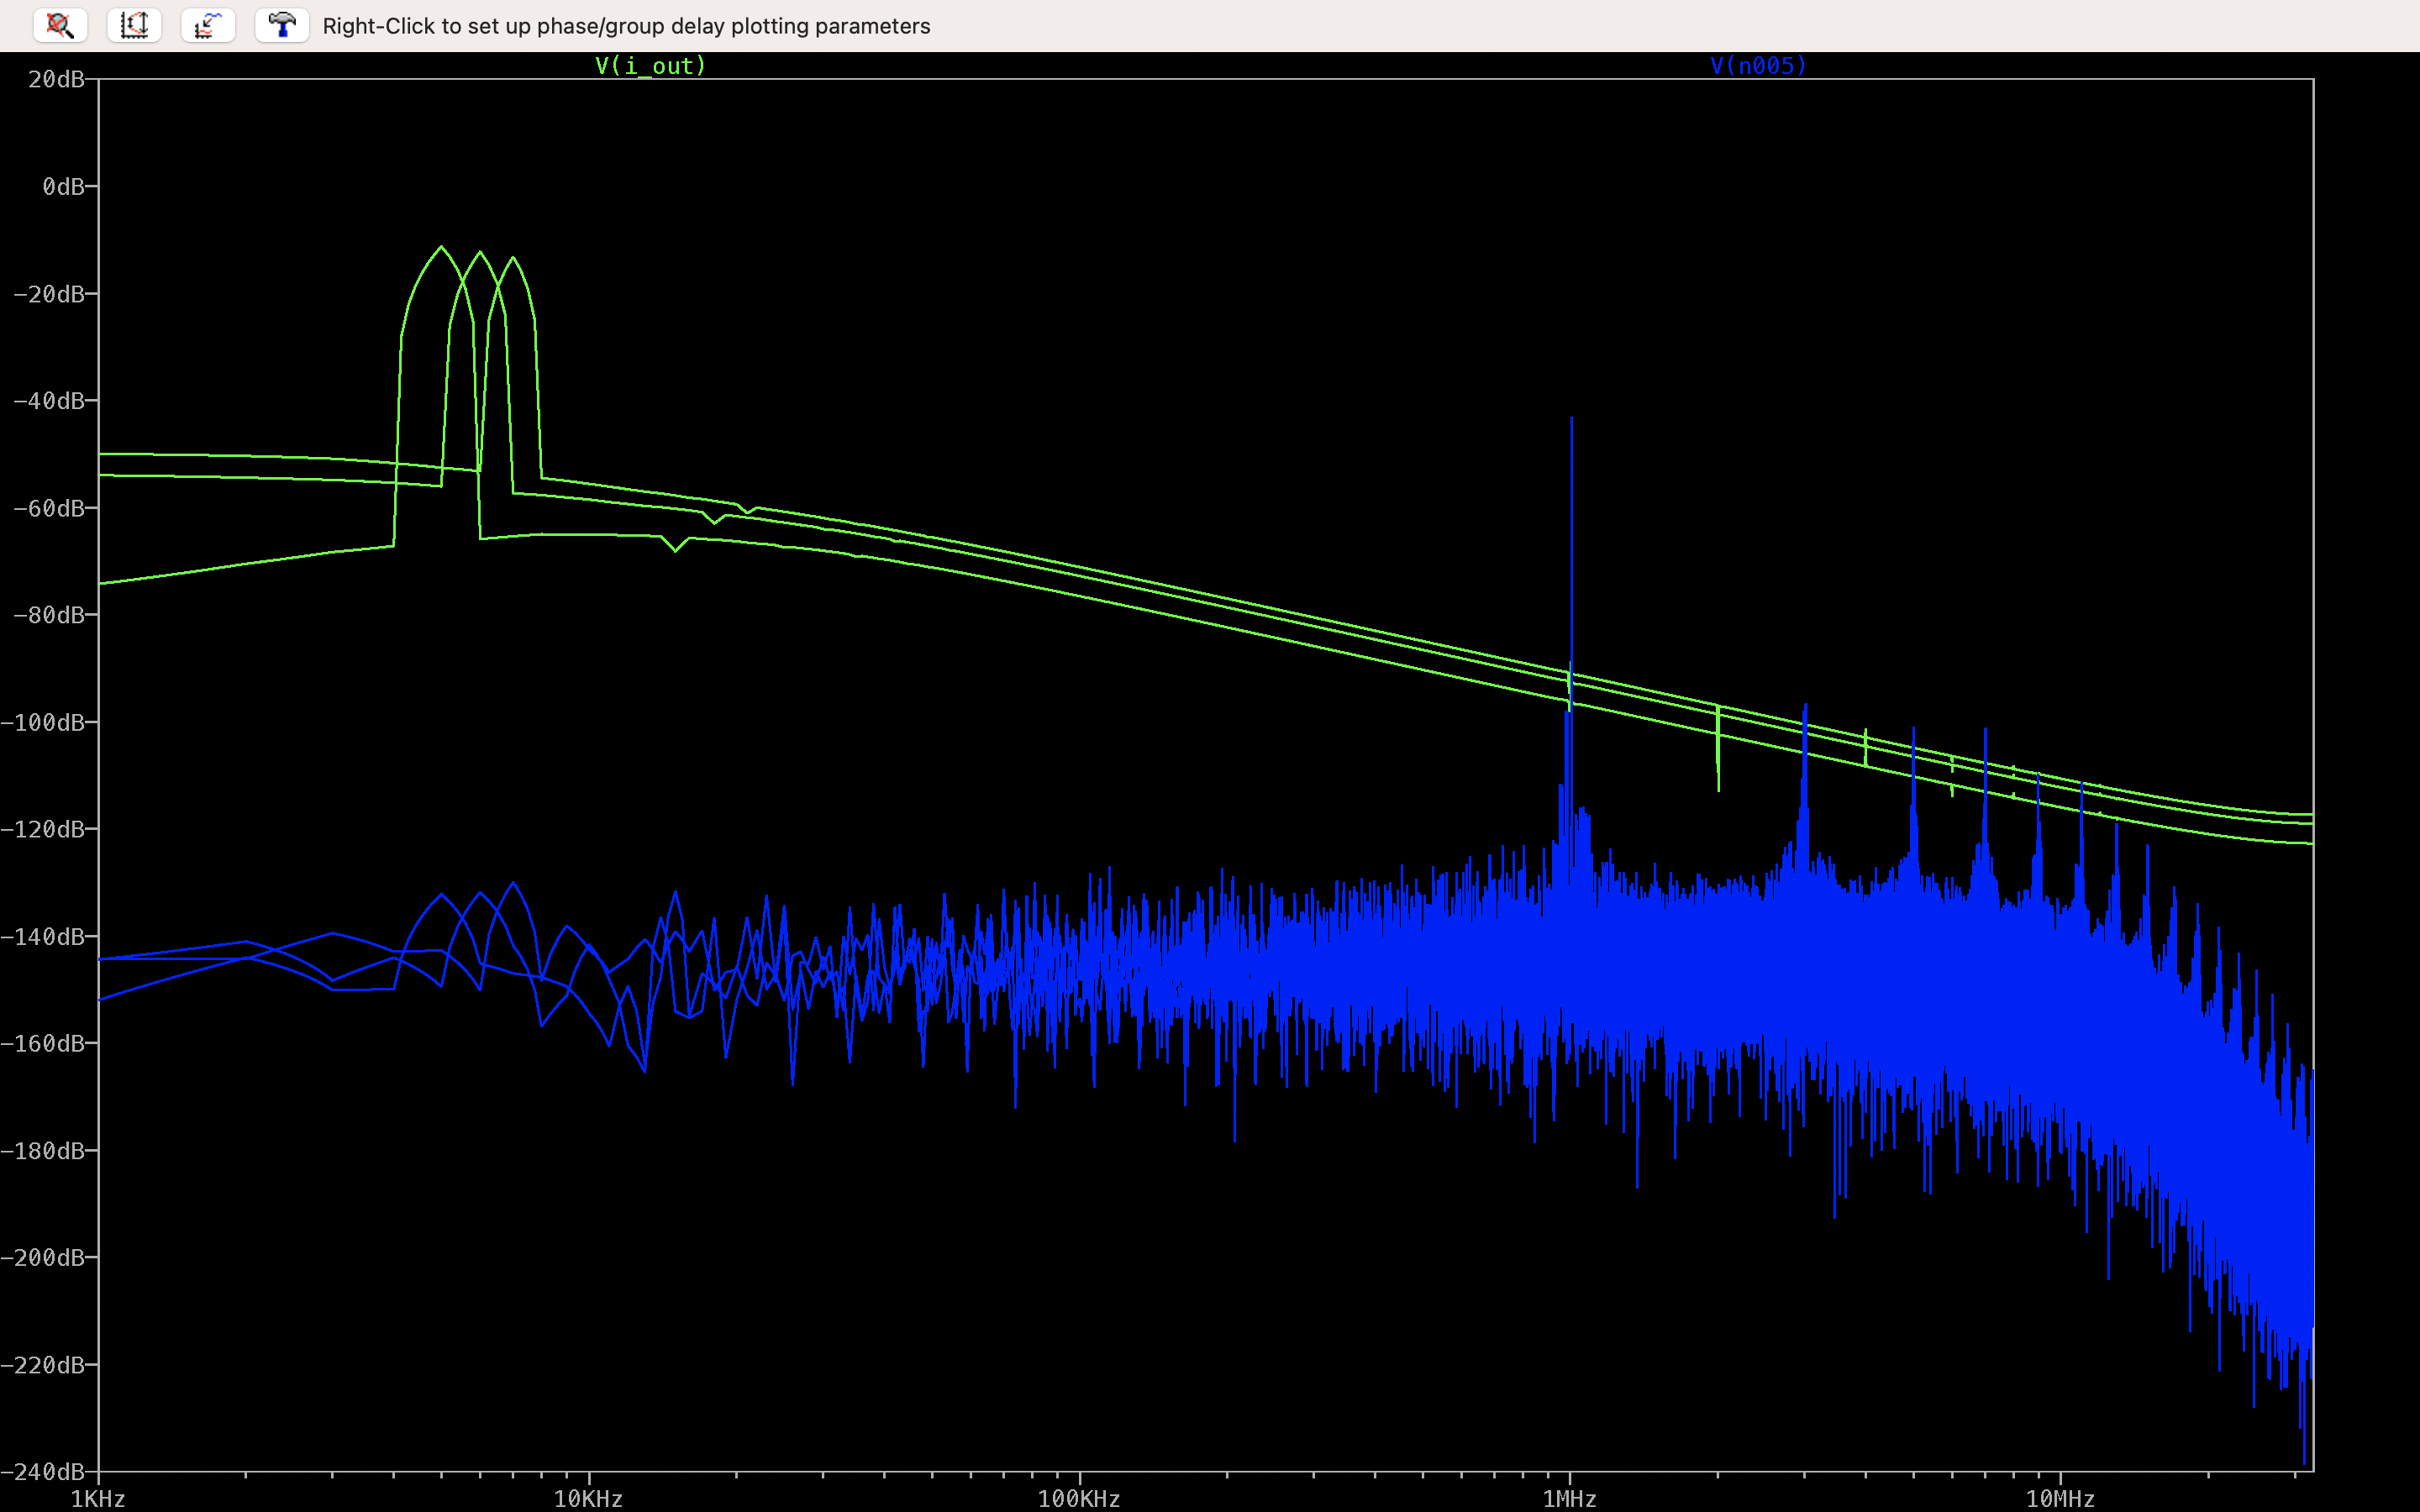 Right-Click to set up phase/group delay plotting parameters
V(i_out) V(n005)
20dB
0dB
-20dB
-40dB
-60dB
-80dB
-100dB
-120dB
-140dB
-160dB
-180dB
-200dB
-220dB
-240dB
1KHz 10KHz 100KHz 1MHz 10MHz